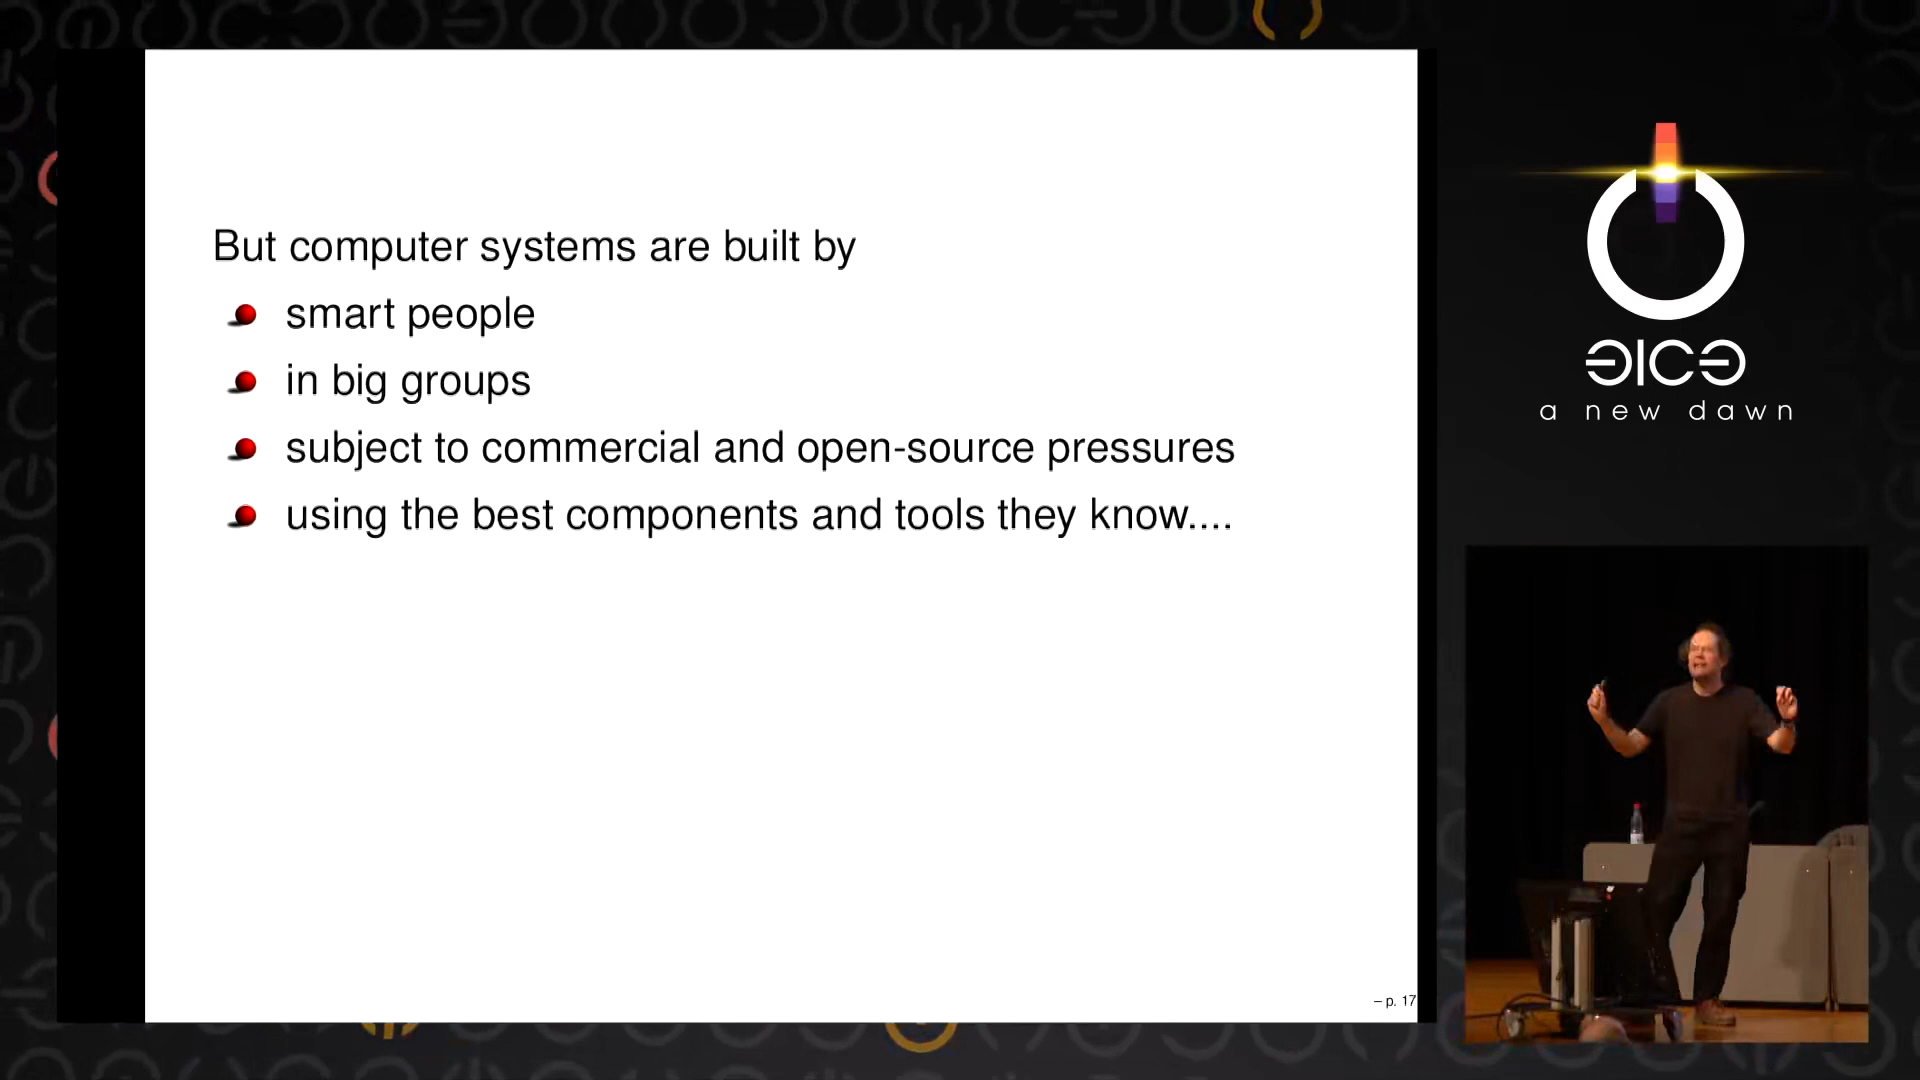 But computer systems are built by
smart people
in big groups
subject to commercial and open-source pressures
using the best components and tools they know....
– p. 17
a new dawn